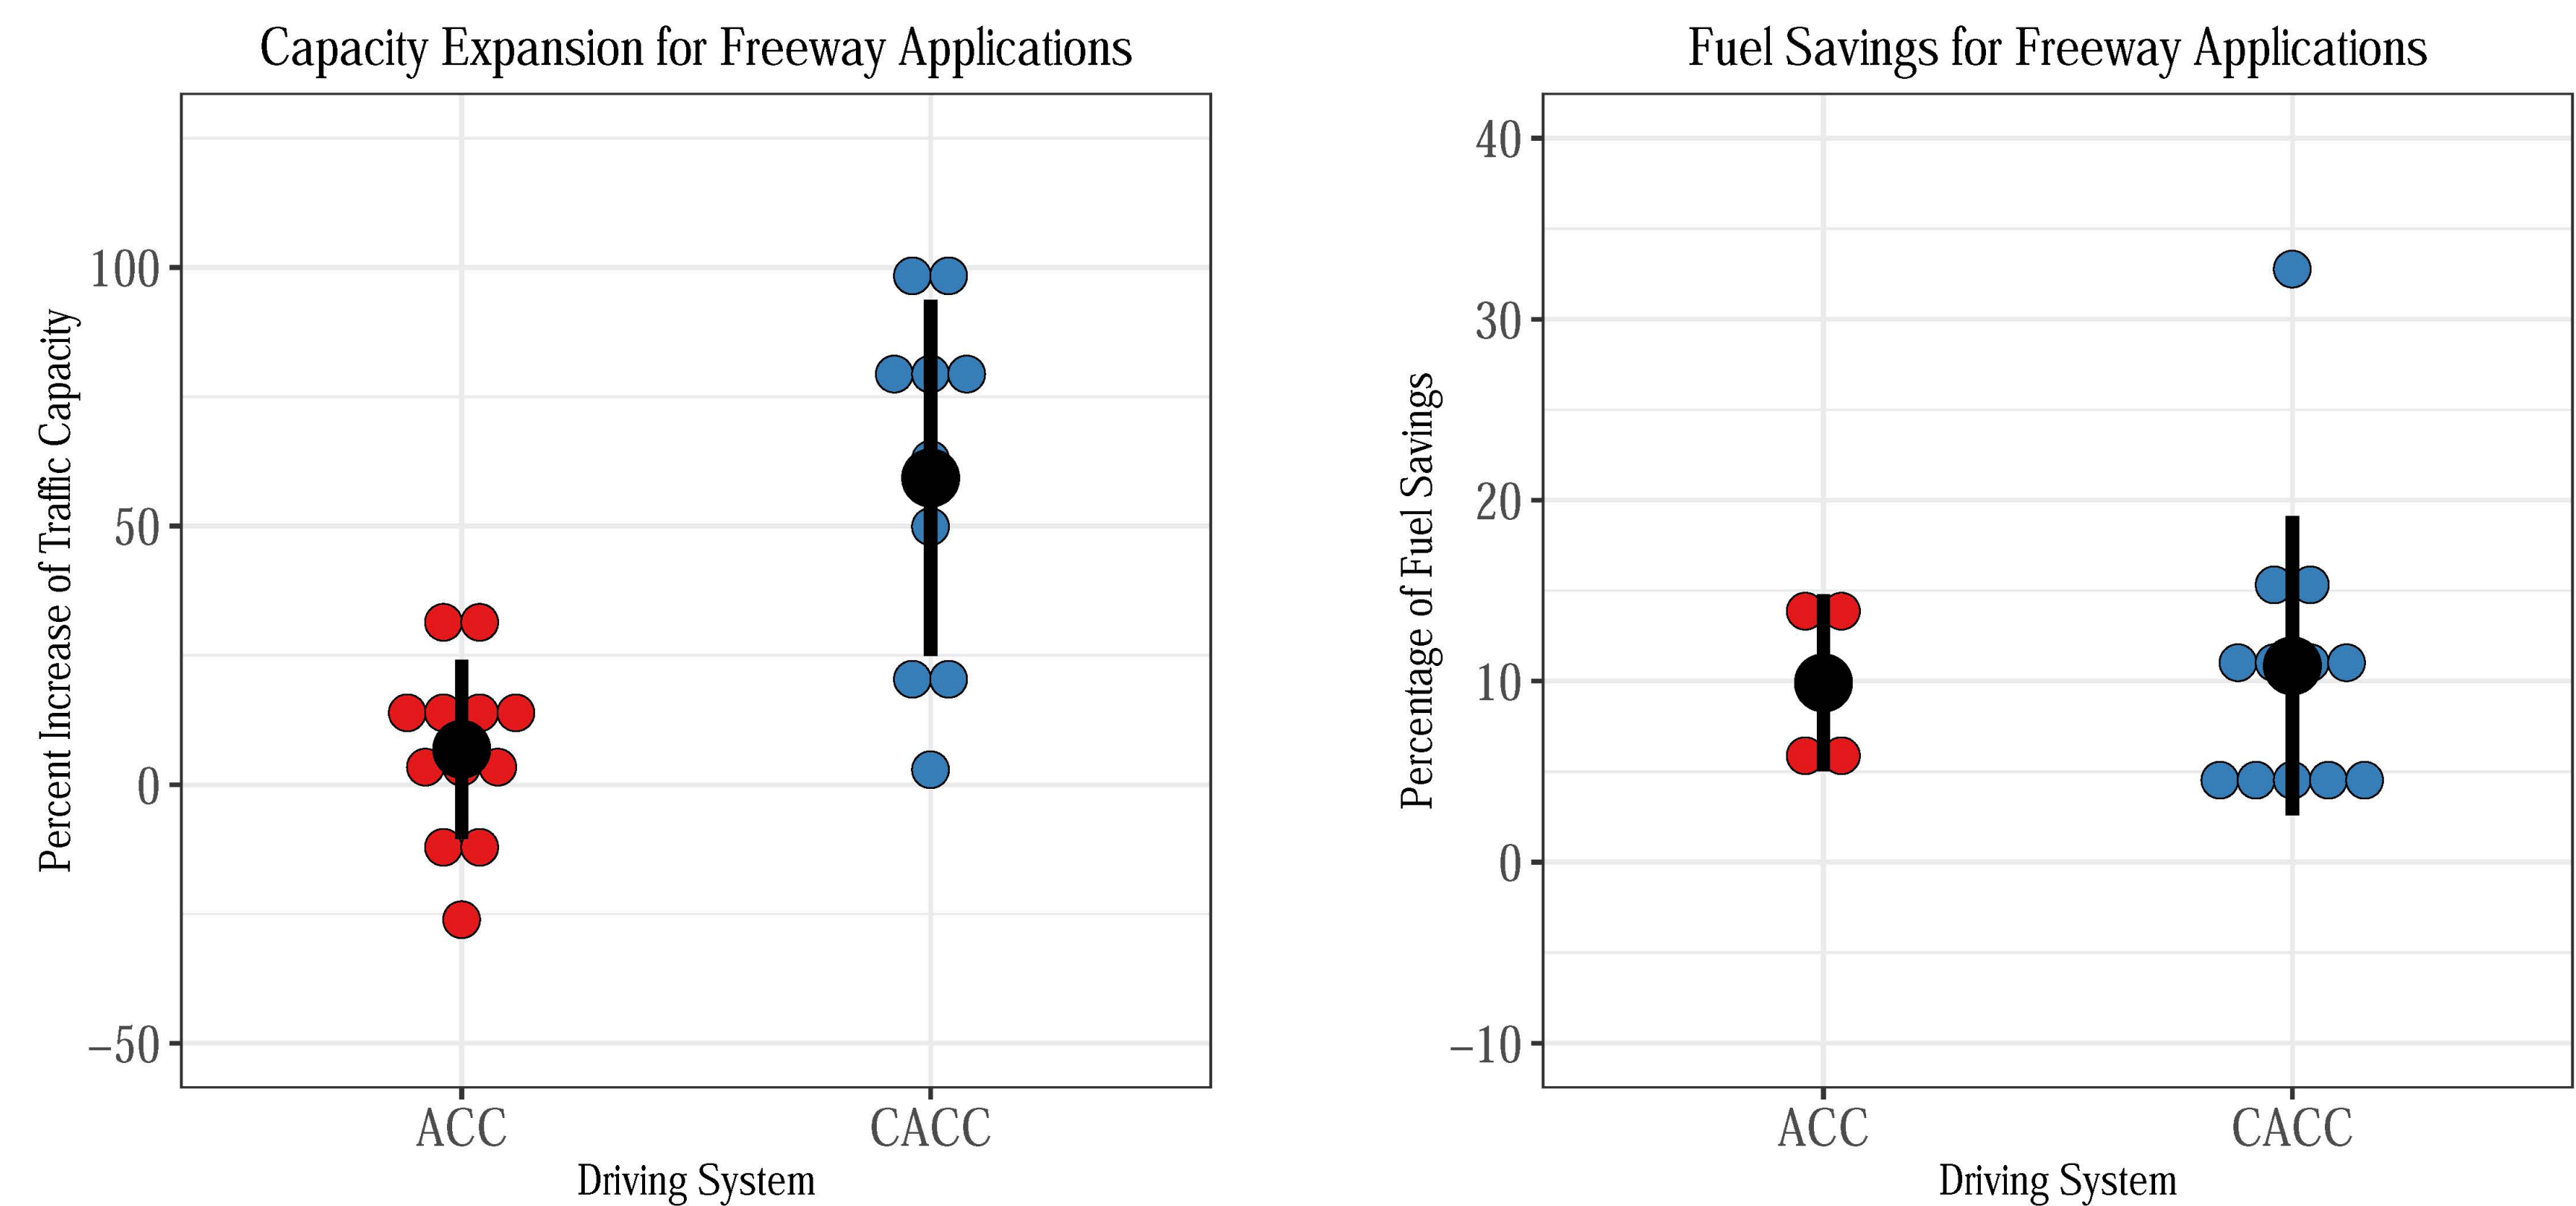 Capacity Expansion for Freeway Applications
Percent Increase of Traffic Capacity
100
50
0
−50
ACC
CACC
Driving System
Fuel Savings for Freeway Applications
Percentage of Fuel Savings
40
30
20
10
0
−10
ACC
CACC
Driving System